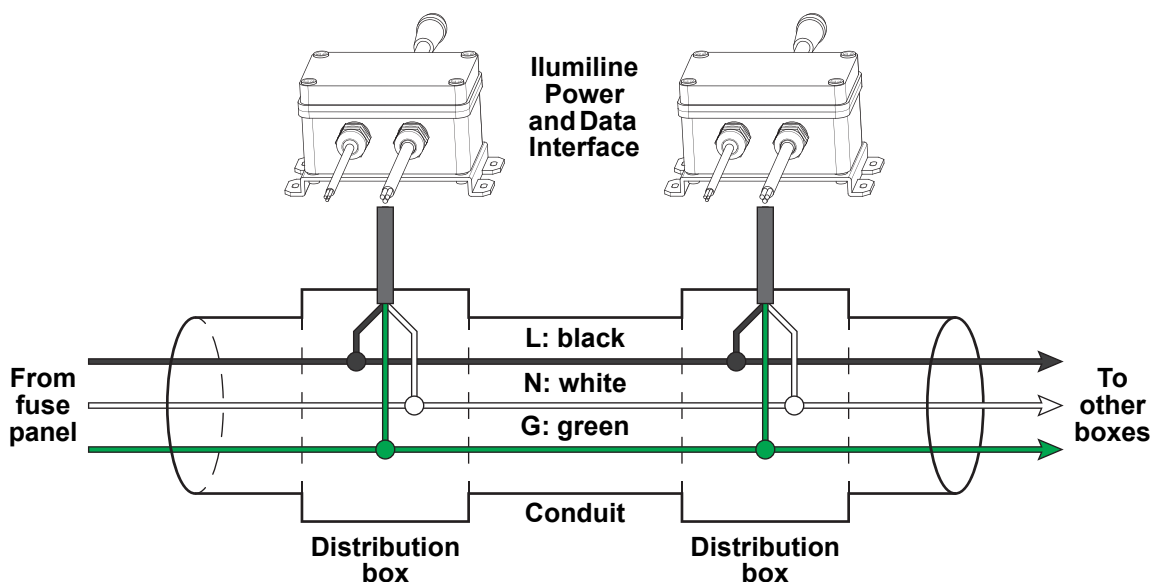 Ilumiline
Power
and Data
Interface
L: black
From
fuse
panel
N: white
G: green
To
other
boxes
Conduit
Distribution
box
Distribution
box